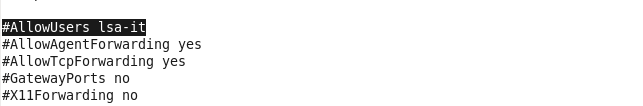 #AllowUsers lsa-it
#AllowAgentForwarding yes
#AllowTcpForwarding yes
#GatewayPorts no
#X11Forwarding no